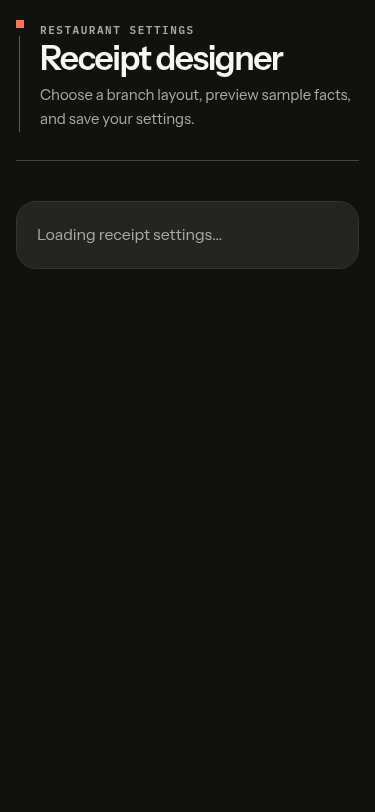 RESTAURANT SETTINGS
Receipt designer
Choose a branch layout, preview sample facts,
and save your settings.
Loading receipt settings…